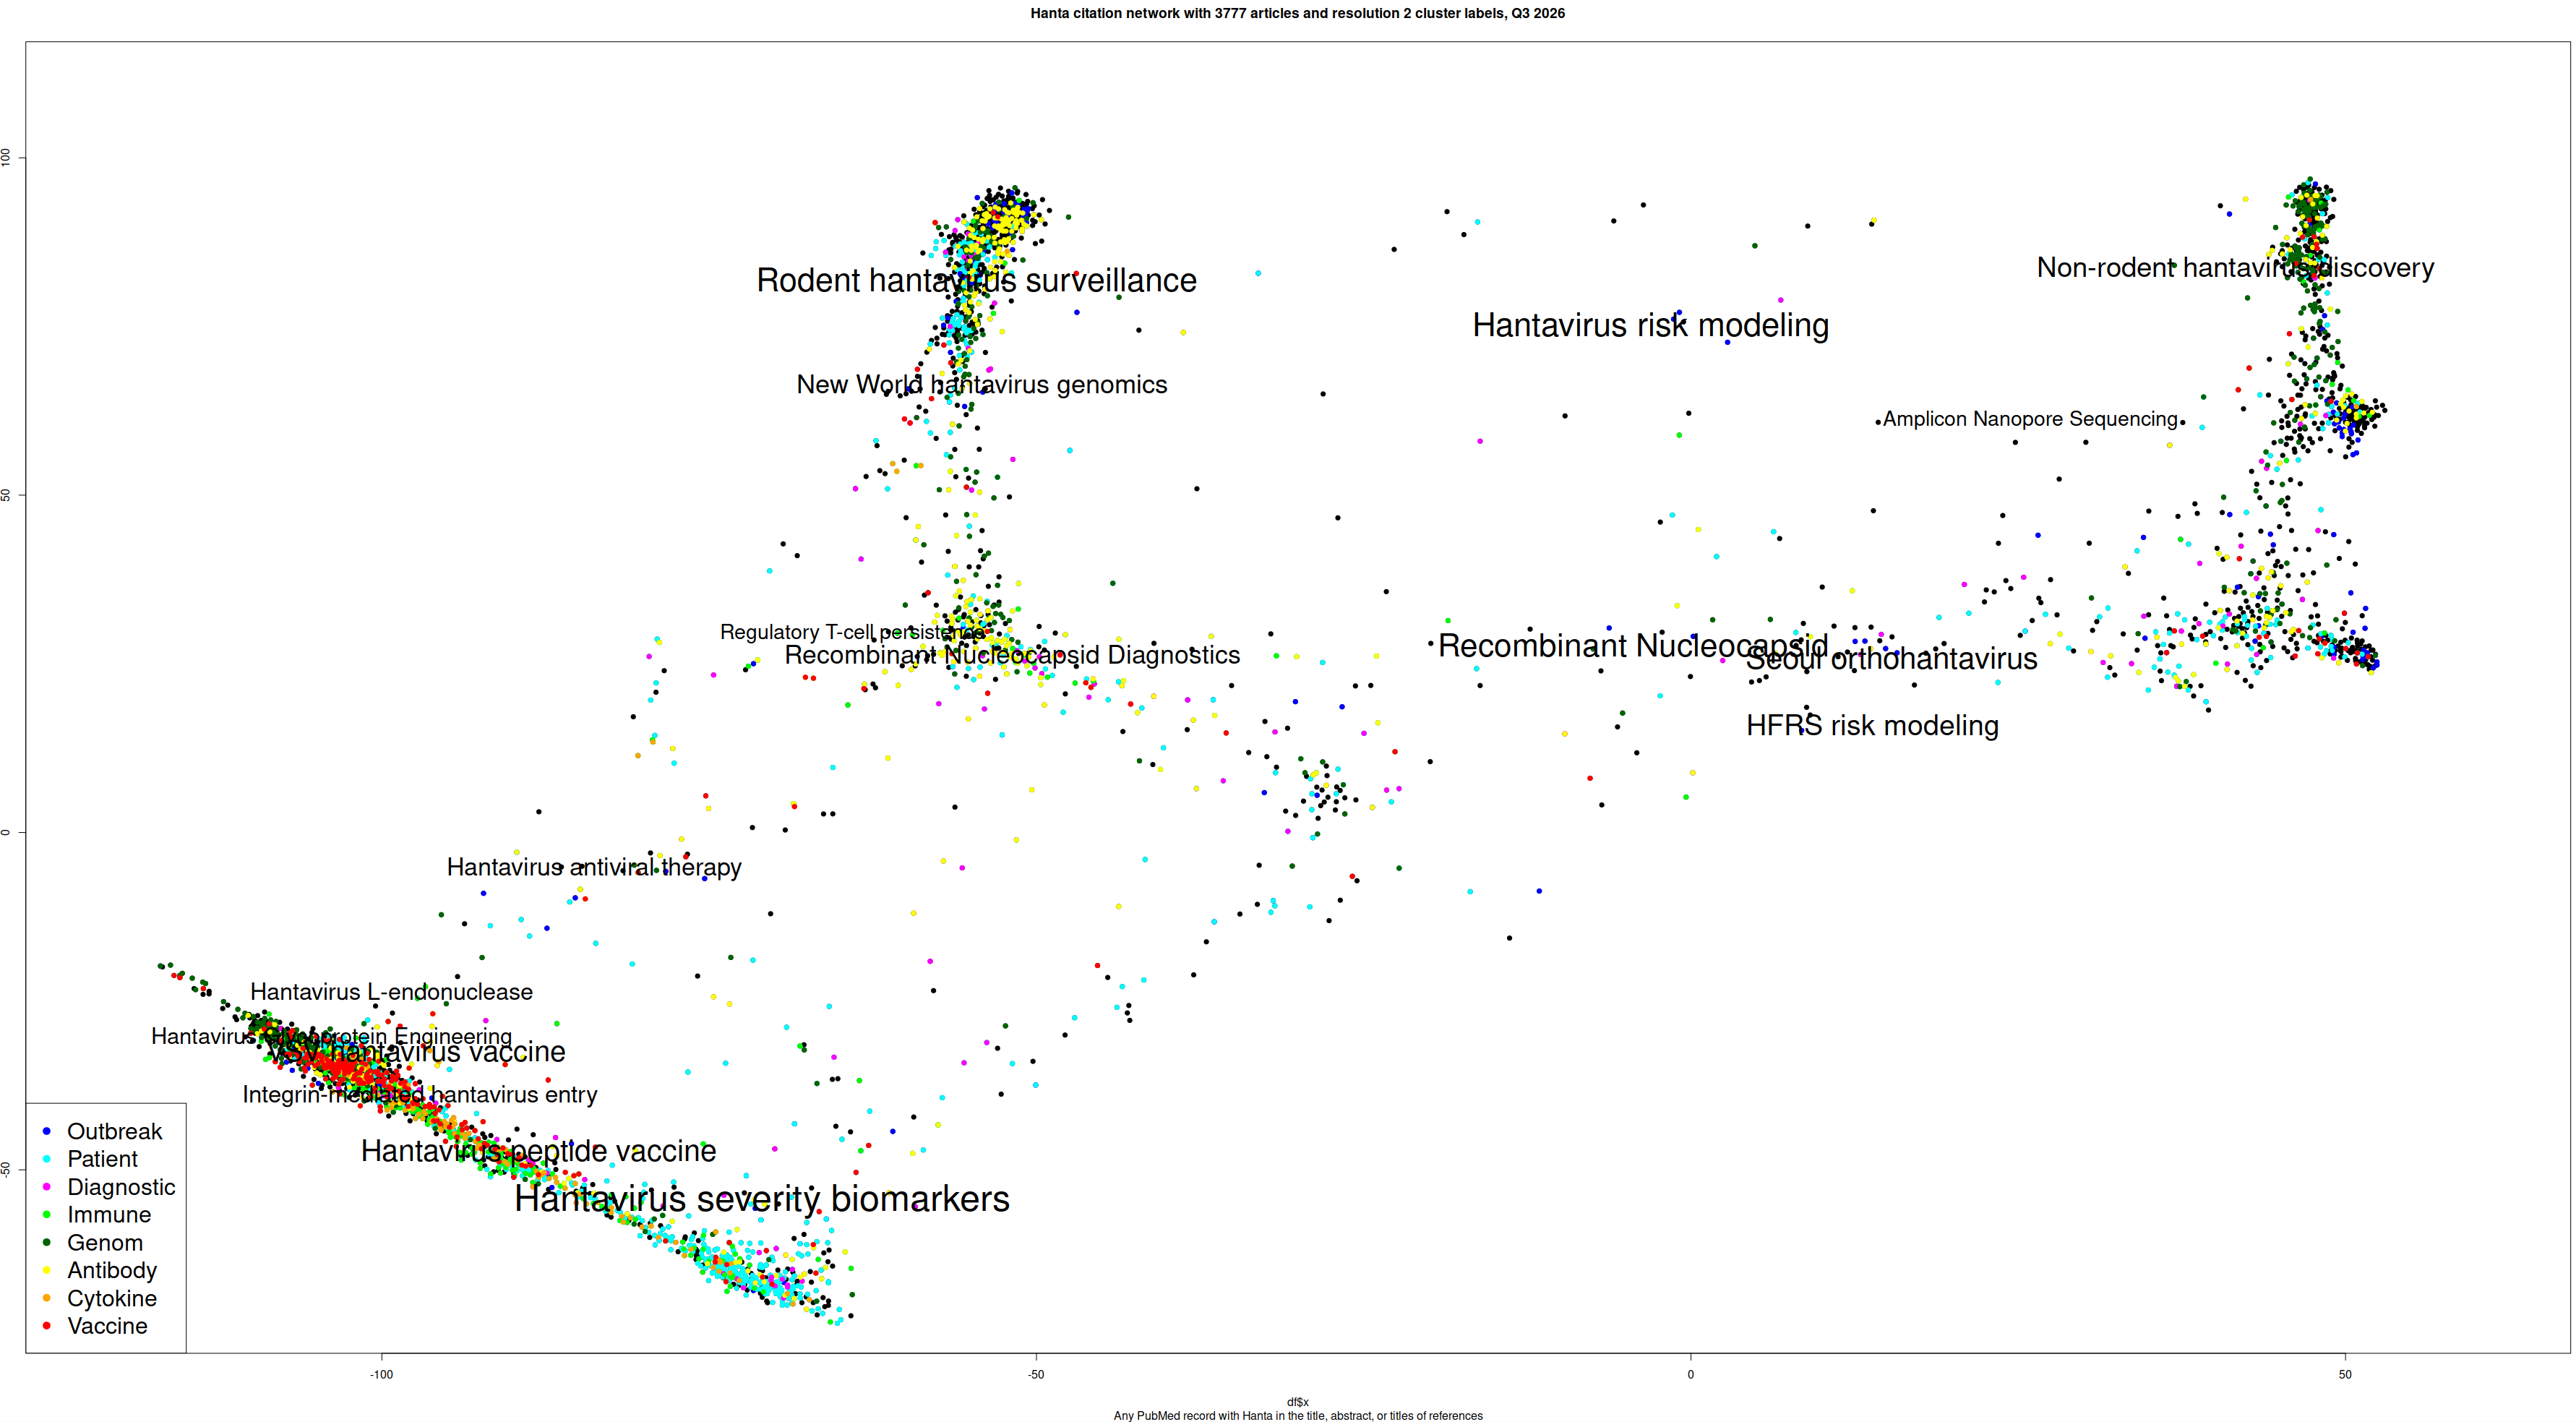 Hanta citation network with 3777 articles and resolution 2 cluster labels, Q3 2026
100
50
0
-50
Rodent hantavirus surveillance
Non-rodent hantavirus discovery
Hantavirus risk modeling
New World hantavirus genomics
Amplicon Nanopore Sequencing
Regulatory T-cell persistence
Recombinant Nucleocapsid Diagnostics
Recombinant Nucleocapsid
Seoul orthohantavirus
HFRS risk modeling
Hantavirus antiviral therapy
Hantavirus L-endonuclease
Hantavirus Glycoprotein Engineering
hantavirus vaccine
Integrin-mediated hantavirus entry
Hantavirus peptide vaccine
Hantavirus severity biomarkers
Outbreak
Patient
Diagnostic
Immune
Genom
Antibody
Cytokine
Vaccine
-100
-50
0
50
df$x
Any PubMed record with Hanta in the title, abstract, or titles of references